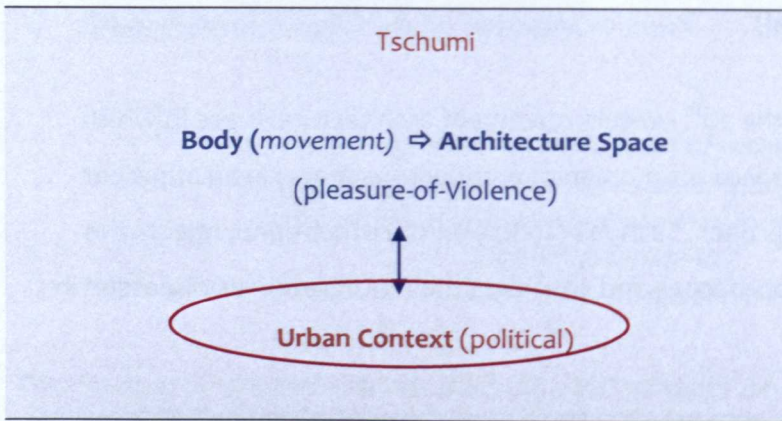 Tschumi
Body (movement) ⇨ Architecture Space
(pleasure-of-Violence)
Urban Context (political)